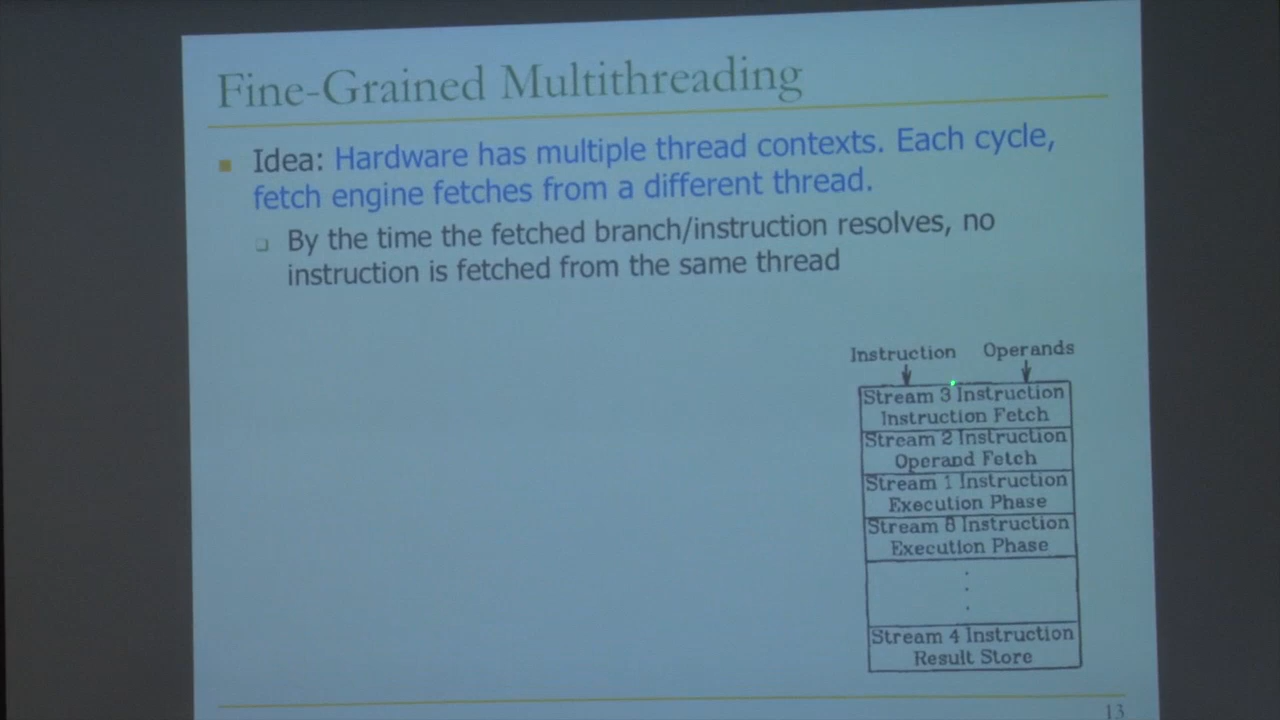 Fine-Grained Multithreading
Idea: Hardware has multiple thread contexts. Each cycle,
fetch engine fetches from a different thread.
By the time the fetched branch/instruction resolves, no
instruction is fetched from the same thread
Instruction Operands
Stream 3 Instruction
Instruction Fetch
Stream 2 Instruction
Operand Fetch
Stream 1 Instruction
Execution Phase
Stream 8 Instruction
Execution Phase
Stream 4 Instruction
Result Store
13